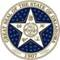 GREAT SEAL OF THE STATE OF OKLAHOMA
1907